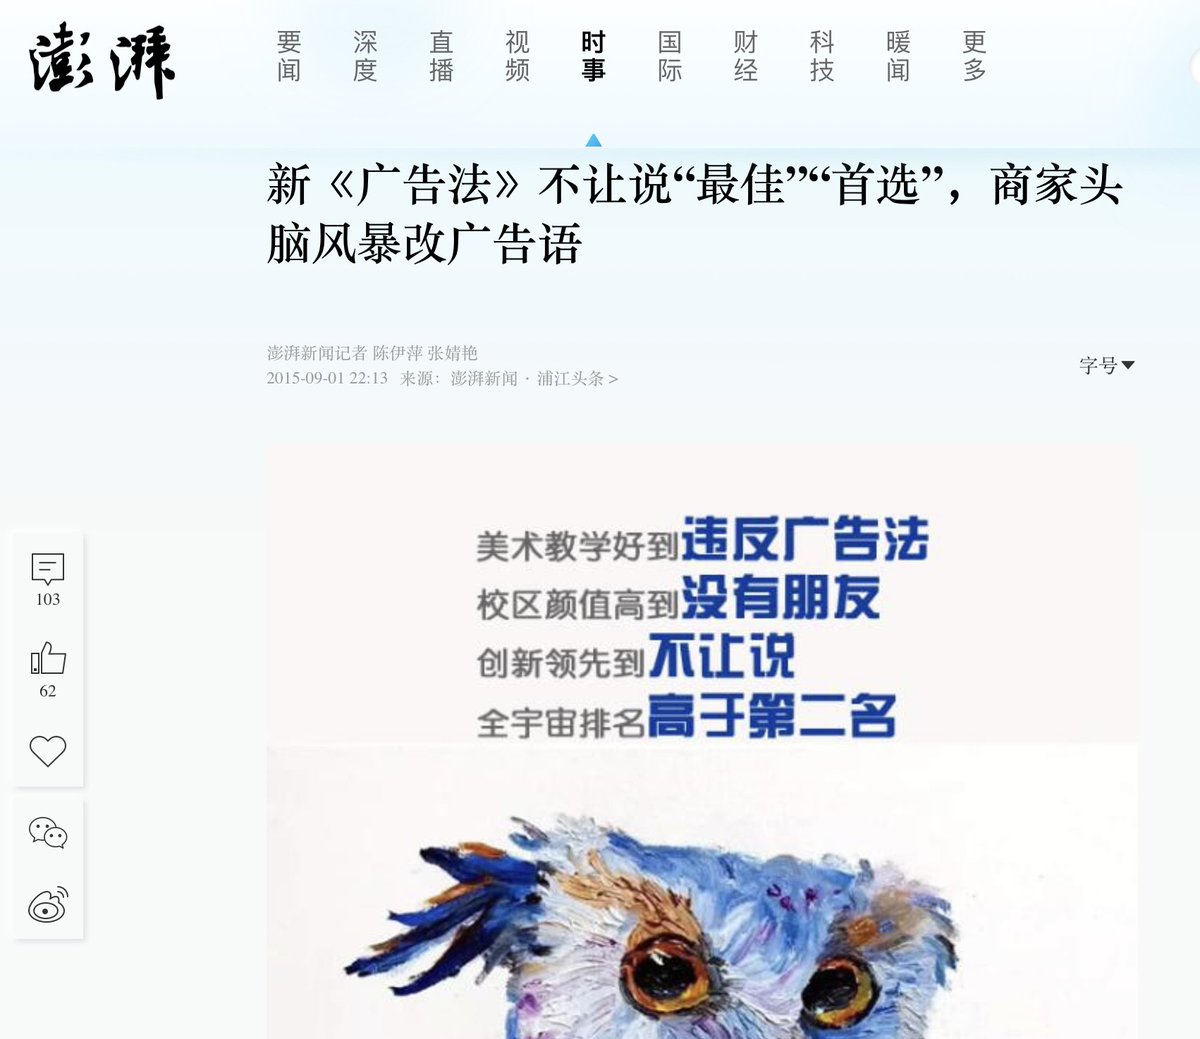 澎湃
要闻 深度 直播 视频 时事 国际 财经 科技 暖闻 更多
新《广告法》不让说“最佳”“首选”，商家头
脑风暴改广告语
澎湃新闻记者 陈伊萍 张婧艳
2015-09-01 22:13 来源：澎湃新闻 · 浦江头条 >
字号
美术教学好到违反广告法
校区颜值高到没有朋友
创新领先到不让说
全宇宙排名高于第二名
103
62